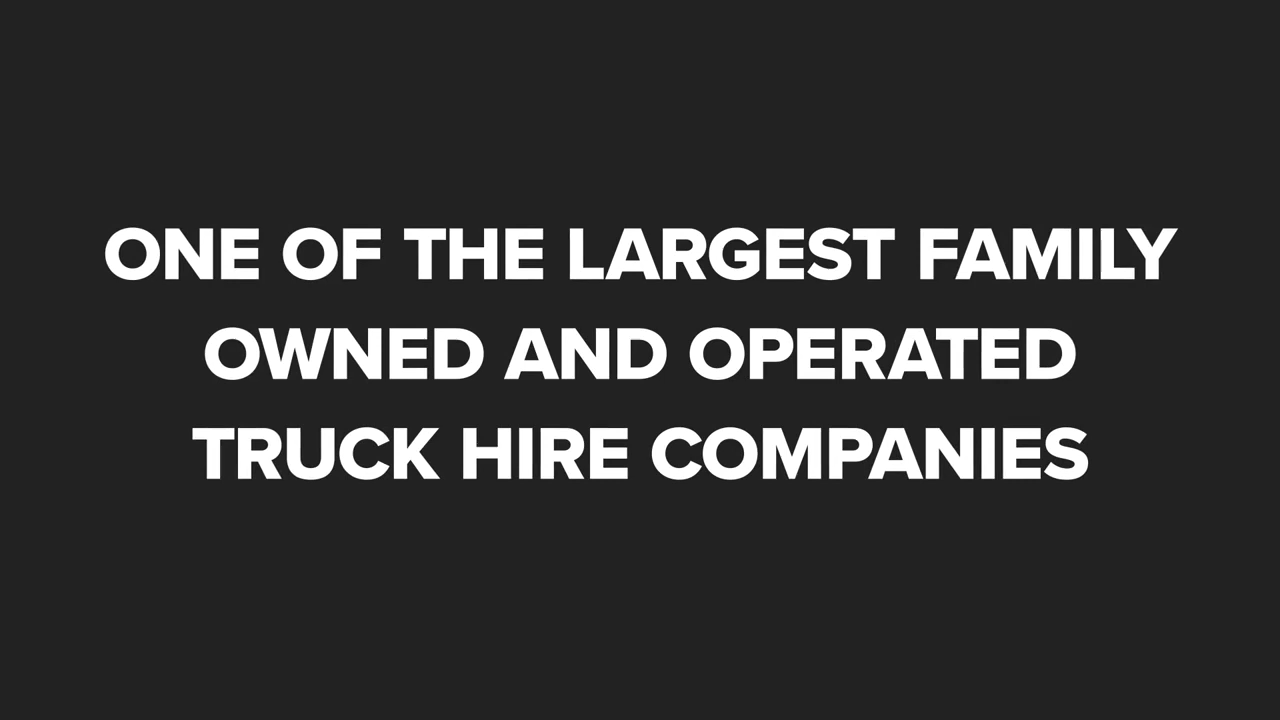 ONE OF THE LARGEST FAMILY
OWNED AND OPERATED
TRUCK HIRE COMPANIES